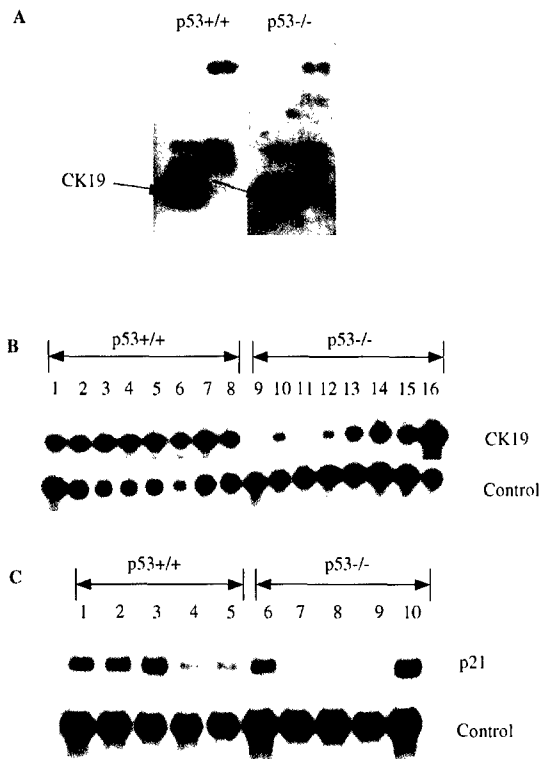 A
p53+/+ p53-/-
CK19
B
p53+/+ p53-/-
1 2 3 4 5 6 7 8 9 10 11 12 13 14 15 16
CK19
Control
C
p53+/+ p53-/-
1 2 3 4 5 6 7 8 9 10
p21
Control